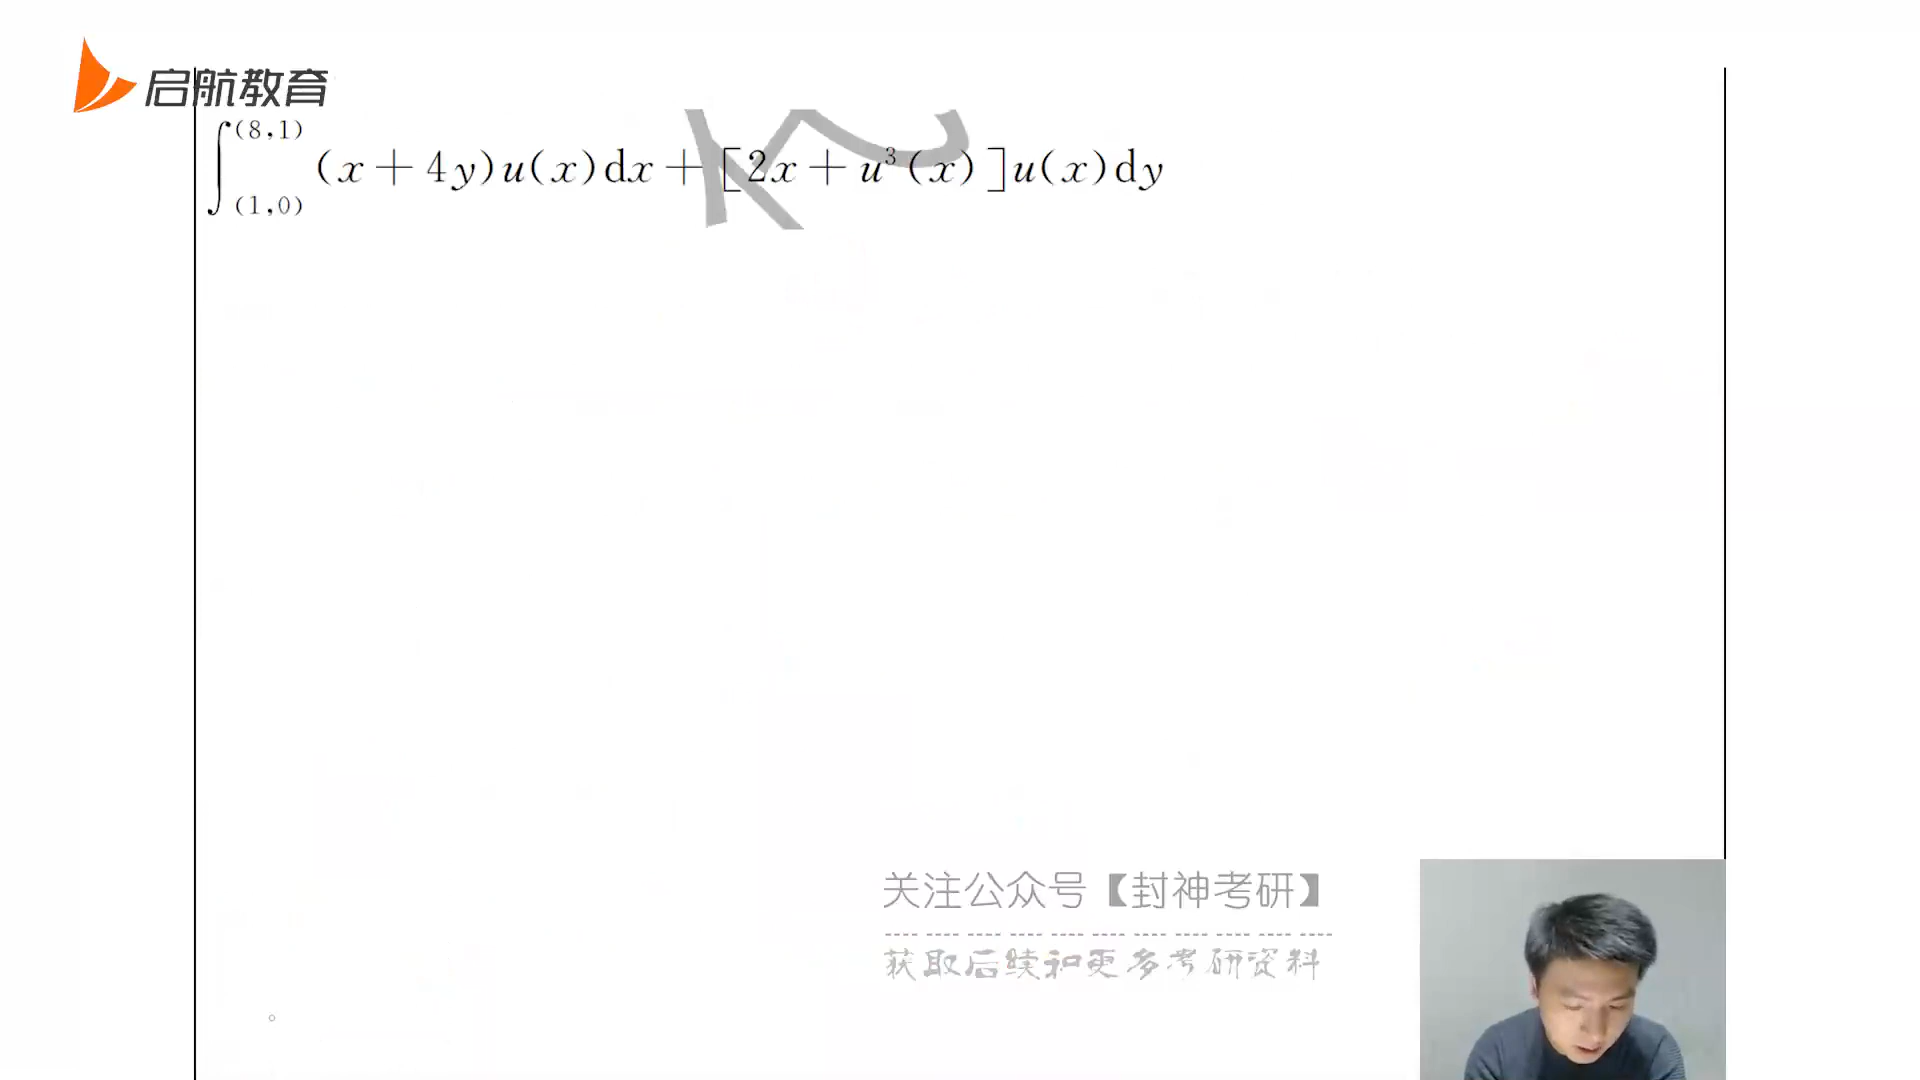 启航教育
∫_{(1,0)}^{(8,1)} (x+4y)u(x)dx+[2x+u³(x)]u(x)dy
关注公众号【封神考研】
获取后续和更多考研资料